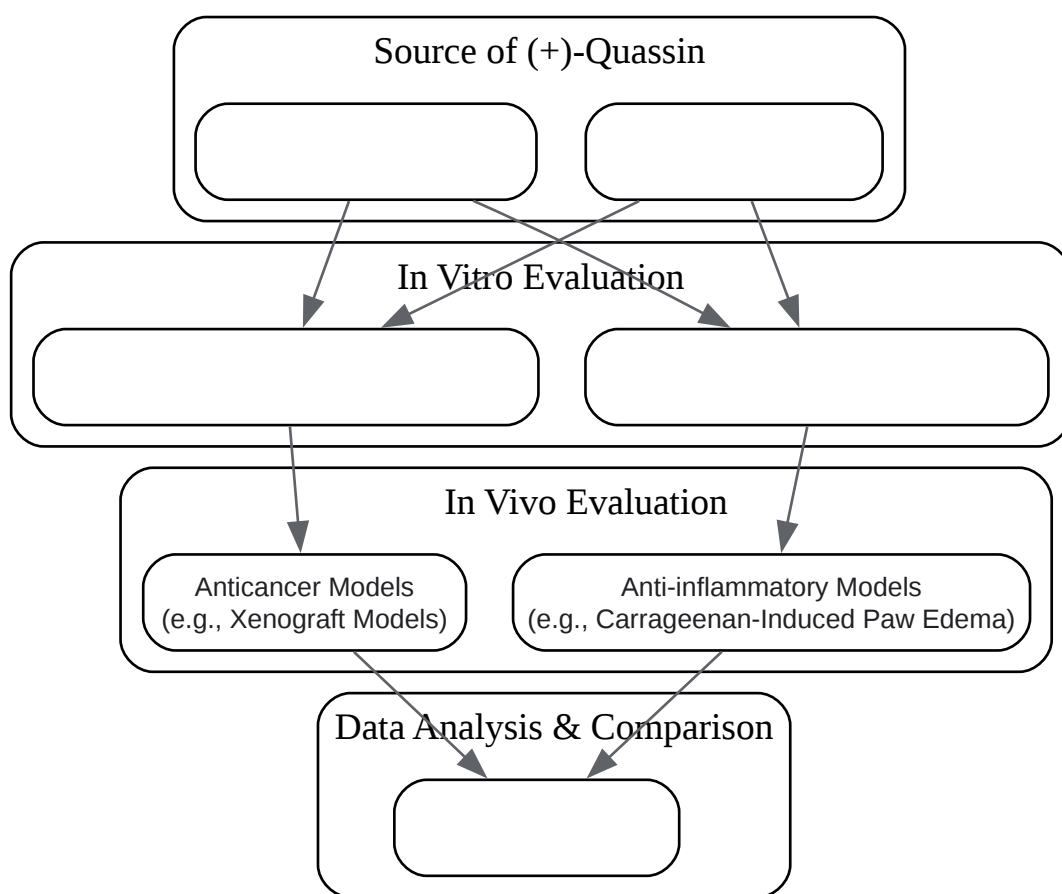 Source of (+)-Quassin
In Vitro Evaluation
In Vivo Evaluation
Anticancer Models
(e.g., Xenograft Models)
Anti-inflammatory Models
(e.g., Carrageenan-Induced Paw Edema)
Data Analysis & Comparison